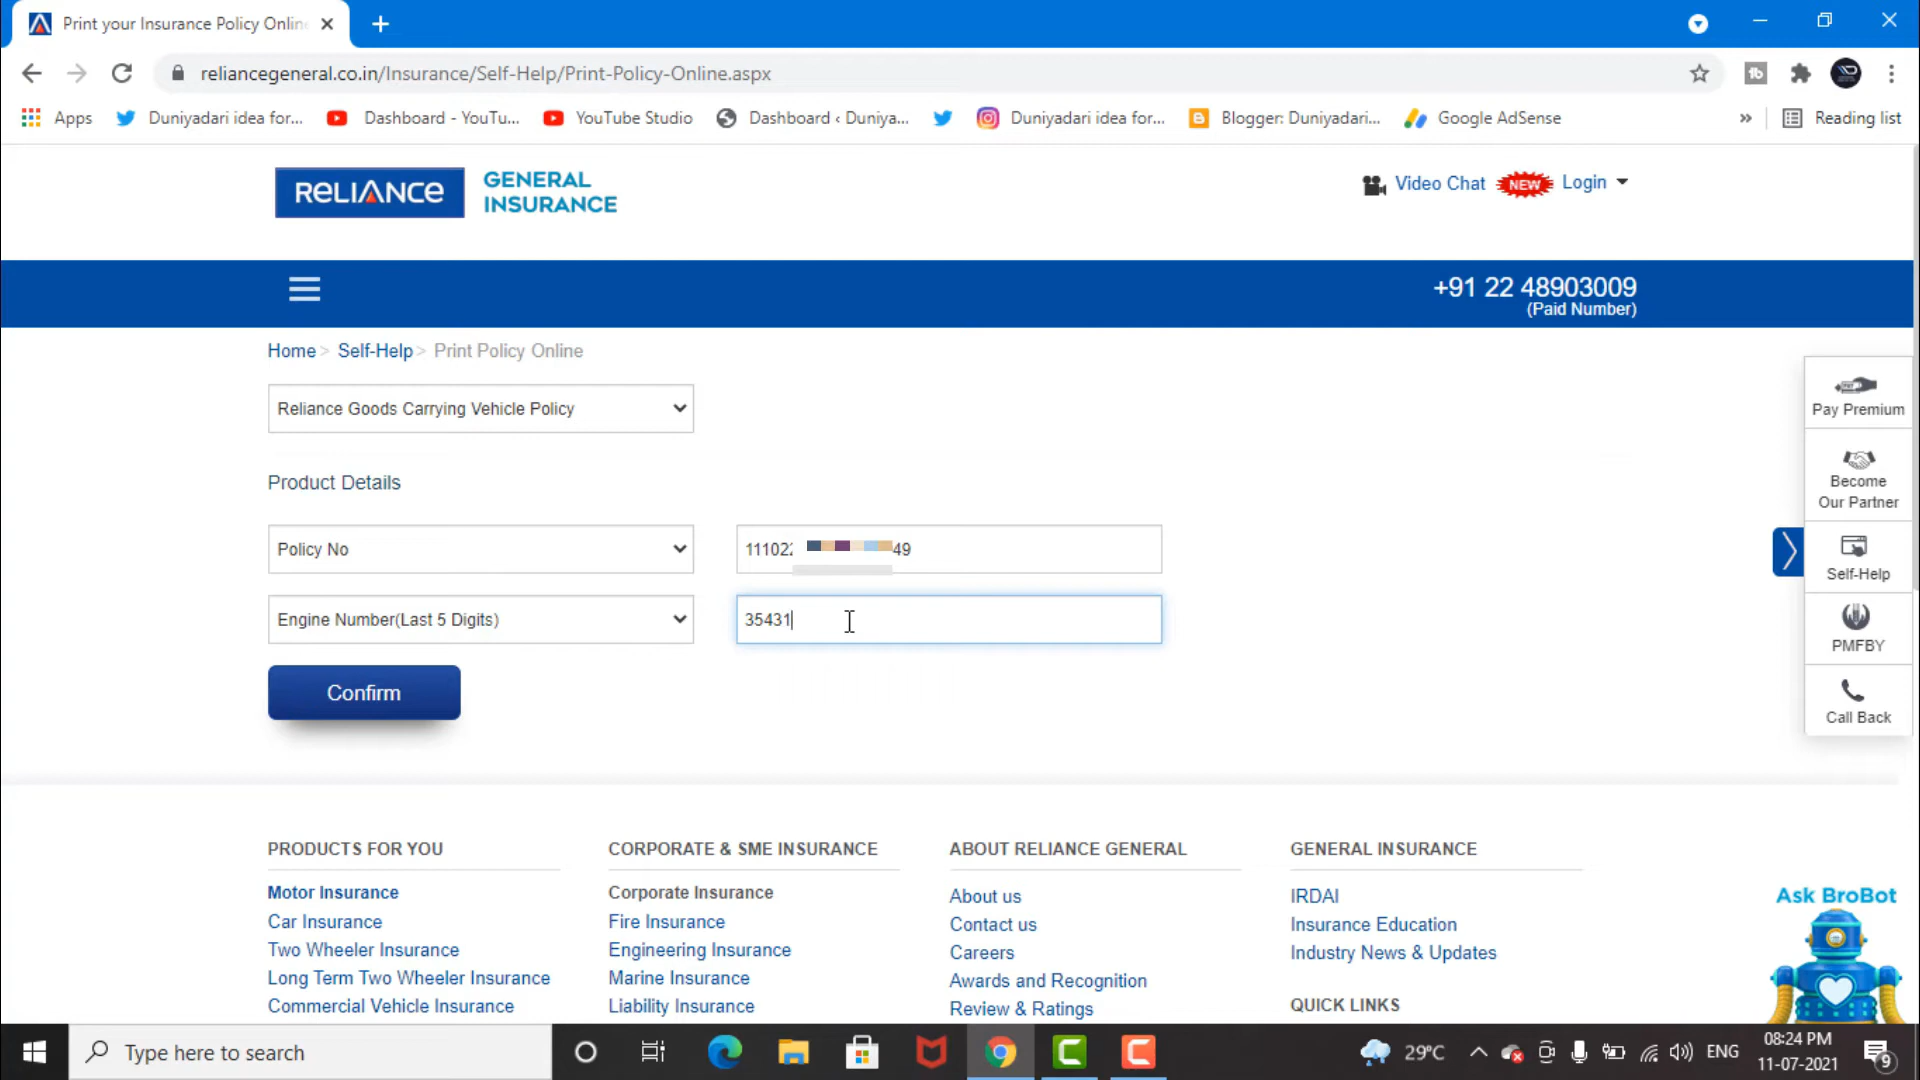 Print your Insurance Policy Onlin
reliancegeneral.co.in/Insurance/Self-Help/Print-Policy-Online.aspx
Apps Duniyadari idea for... Dashboard - YouTu... YouTube Studio Dashboard ‹ Duniya... Duniyadari idea for... Blogger: Duniyadari... Google AdSense » Reading list
RELIANCE GENERAL INSURANCE
Video Chat NEW Login
+91 22 48903009
(Paid Number)
Home > Self-Help > Print Policy Online
Reliance Goods Carrying Vehicle Policy
Pay Premium
Product Details
Become
Our Partner
Policy No 11102 49
Self-Help
Engine Number(Last 5 Digits) 35431
PMFBY
Confirm
Call Back
PRODUCTS FOR YOU CORPORATE & SME INSURANCE ABOUT RELIANCE GENERAL GENERAL INSURANCE
Motor Insurance Corporate Insurance About us IRDAI
Car Insurance Fire Insurance Contact us Insurance Education
Two Wheeler Insurance Engineering Insurance Careers Industry News & Updates
Long Term Two Wheeler Insurance Marine Insurance Awards and Recognition
Commercial Vehicle Insurance Liability Insurance Review & Ratings QUICK LINKS
Ask BroBot
Type here to search 29°C ENG 08:24 PM
11-07-2021 9